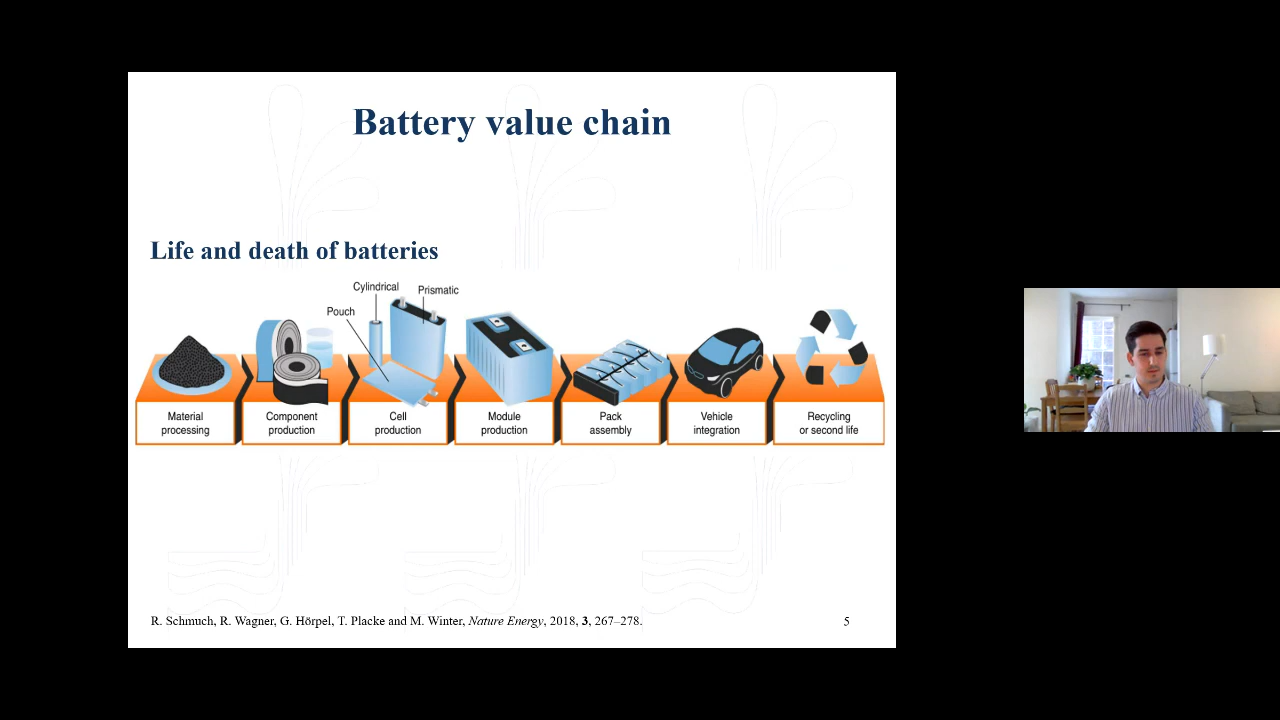 Battery value chain
Life and death of batteries
Cylindrical
Prismatic
Pouch
Material
processing
Component
production
Cell
production
Module
production
Pack
assembly
Vehicle
integration
Recycling
or second life
R. Schmuch, R. Wagner, G. Hörpel, T. Placke and M. Winter, Nature Energy, 2018, 3, 267–278.
5